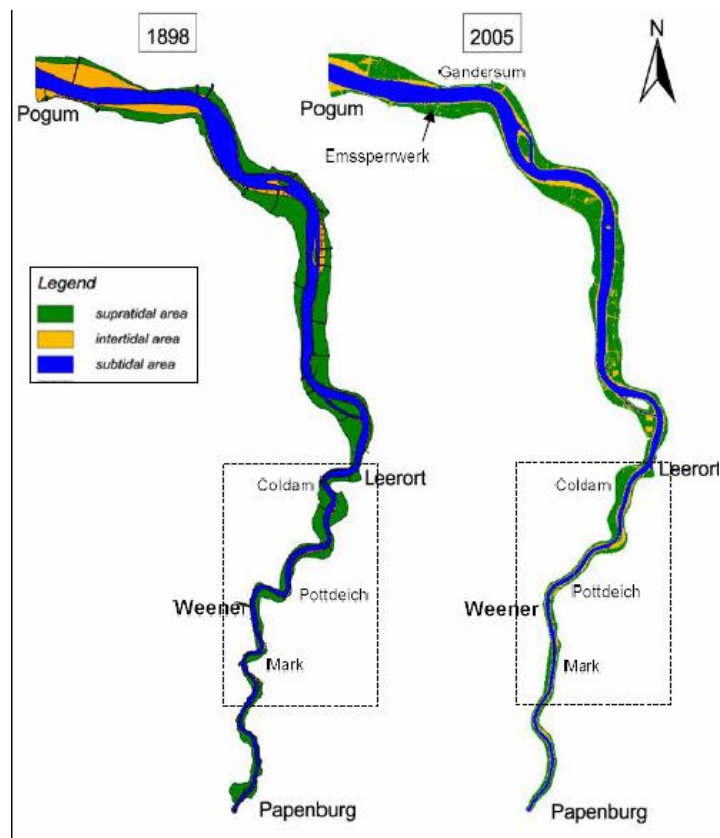 1898
2005
N
Gandersum
Pogum
Pogum
Emssperrwerk
Legend
supratidal area
intertidal area
subtidal area
Leerort
Leerort
Coldam
Coldam
Pottdeich
Pottdeich
Weener
Weener
Mark
Mark
Papenburg
Papenburg